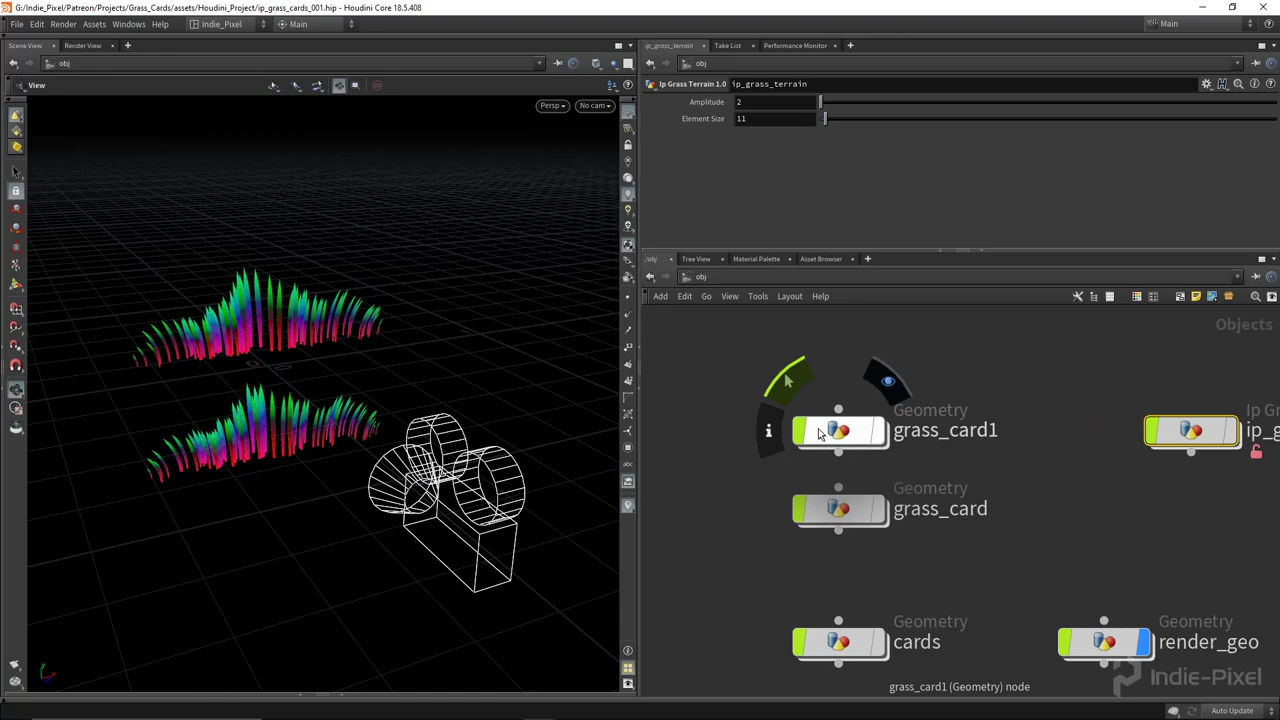 G:/Indie_Pixel/Patreon/Projects/Grass_Cards/assets/Houdini_Project/ip_grass_cards_001.hip - Houdini Core 18.5.408
File Edit Render Assets Windows Help Indie_Pixel Main Main
Scene View Render View
obj
View
Persp No cam
ip_grass_terrain Take List Performance Monitor
obj
Ip Grass Terrain 1.0 ip_grass_terrain
Amplitude 2
Element Size 11
/obj Tree View Material Palette Asset Browser
obj
Add Edit Go View Tools Layout Help
Objects
Geometry
grass_card1
Ip G
ip_g
Geometry
grass_card
Geometry
cards
Geometry
render_geo
Indie-Pixel
grass_card1 (Geometry) node
Auto Update